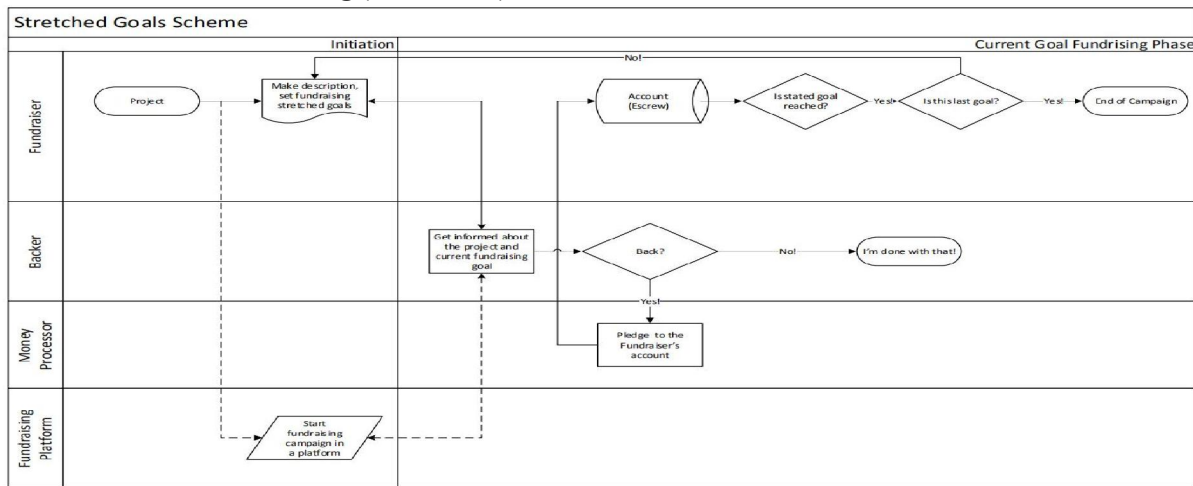 Stretched Goals Scheme
Initiation
Current Goal Fundrising Phase
Fundraiser
Project
Make description,
set fundraising
stretched goals
No!
Account
(Escrew)
Is stated goal
reached?
Yes!
Is this last goal?
Yes!
End of Campaign
Backer
Get informed about
the project and
current fundraising
goal
Back?
No!
I'm done with that!
Yes!
Money
Processor
Pledge to the
Fundraiser's
account
Fundraising
Platform
Start
fundraising
campaign in
a platform